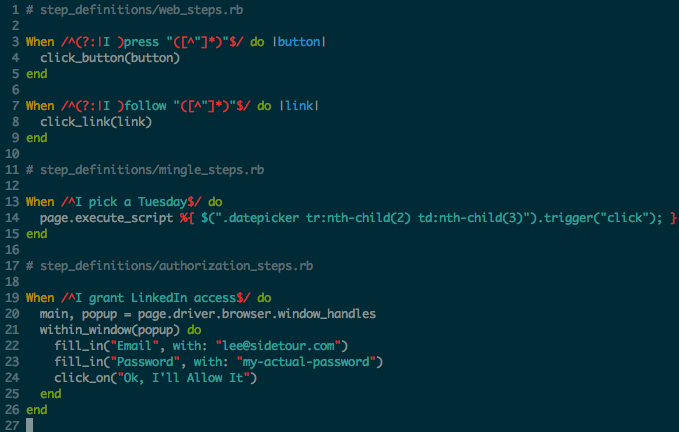 1 # step_definitions/web_steps.rb
2
3 When /^(?:|I )press "([^"]*)"$/ do |button|
4   click_button(button)
5 end
6
7 When /^(?:|I )follow "([^"]*)"$/ do |link|
8   click_link(link)
9 end
10
11 # step_definitions/mingle_steps.rb
12
13 When /^I pick a Tuesday$/ do
14   page.execute_script %{ $(".datepicker tr:nth-child(2) td:nth-child(3)").trigger("click"); }
15 end
16
17 # step_definitions/authorization_steps.rb
18
19 When /^I grant LinkedIn access$/ do
20   main, popup = page.driver.browser.window_handles
21   within_window(popup) do
22     fill_in("Email", with: "lee@sidetour.com")
23     fill_in("Password", with: "my-actual-password")
24     click_on("Ok, I'll Allow It")
25   end
26 end
27